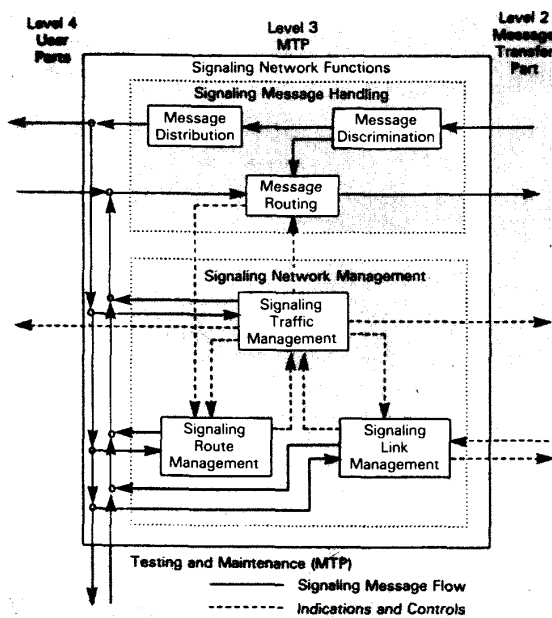 Level 4
User
Parts
Level 3
MTP
Level 2
Message
Transfer
Part
Signaling Network Functions
Signaling Message Handling
Message
Distribution
Message
Discrimination
Message
Routing
Signaling Network Management
Signaling
Traffic
Management
Signaling
Route
Management
Signaling
Link
Management
Testing and Maintenance (MTP)
Signaling Message Flow
Indications and Controls